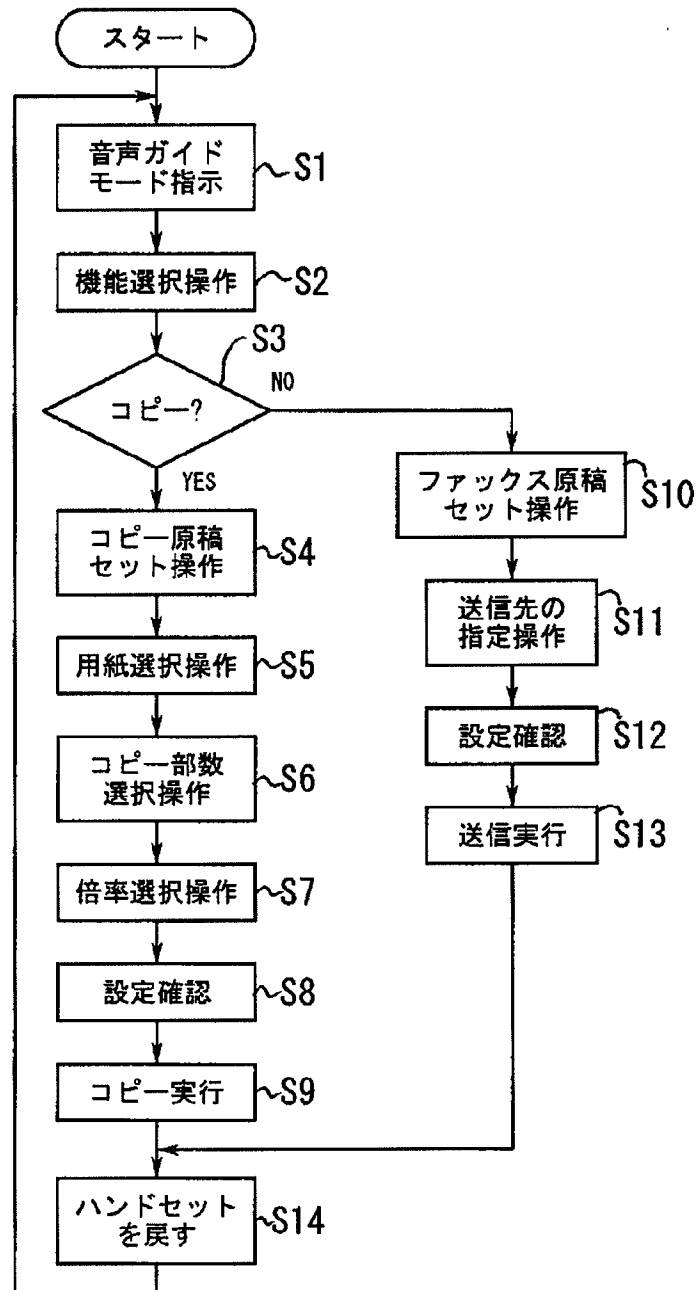 スタート
音声ガイド
モード指示
S1
機能選択操作
S2
S3
コピー?
NO
YES
コピー原稿
セット操作
S4
用紙選択操作
S5
コピー部数
選択操作
S6
倍率選択操作
S7
設定確認
S8
コピー実行
S9
ファックス原稿
セット操作
S10
送信先の
指定操作
S11
設定確認
S12
送信実行
S13
ハンドセット
を戻す
S14